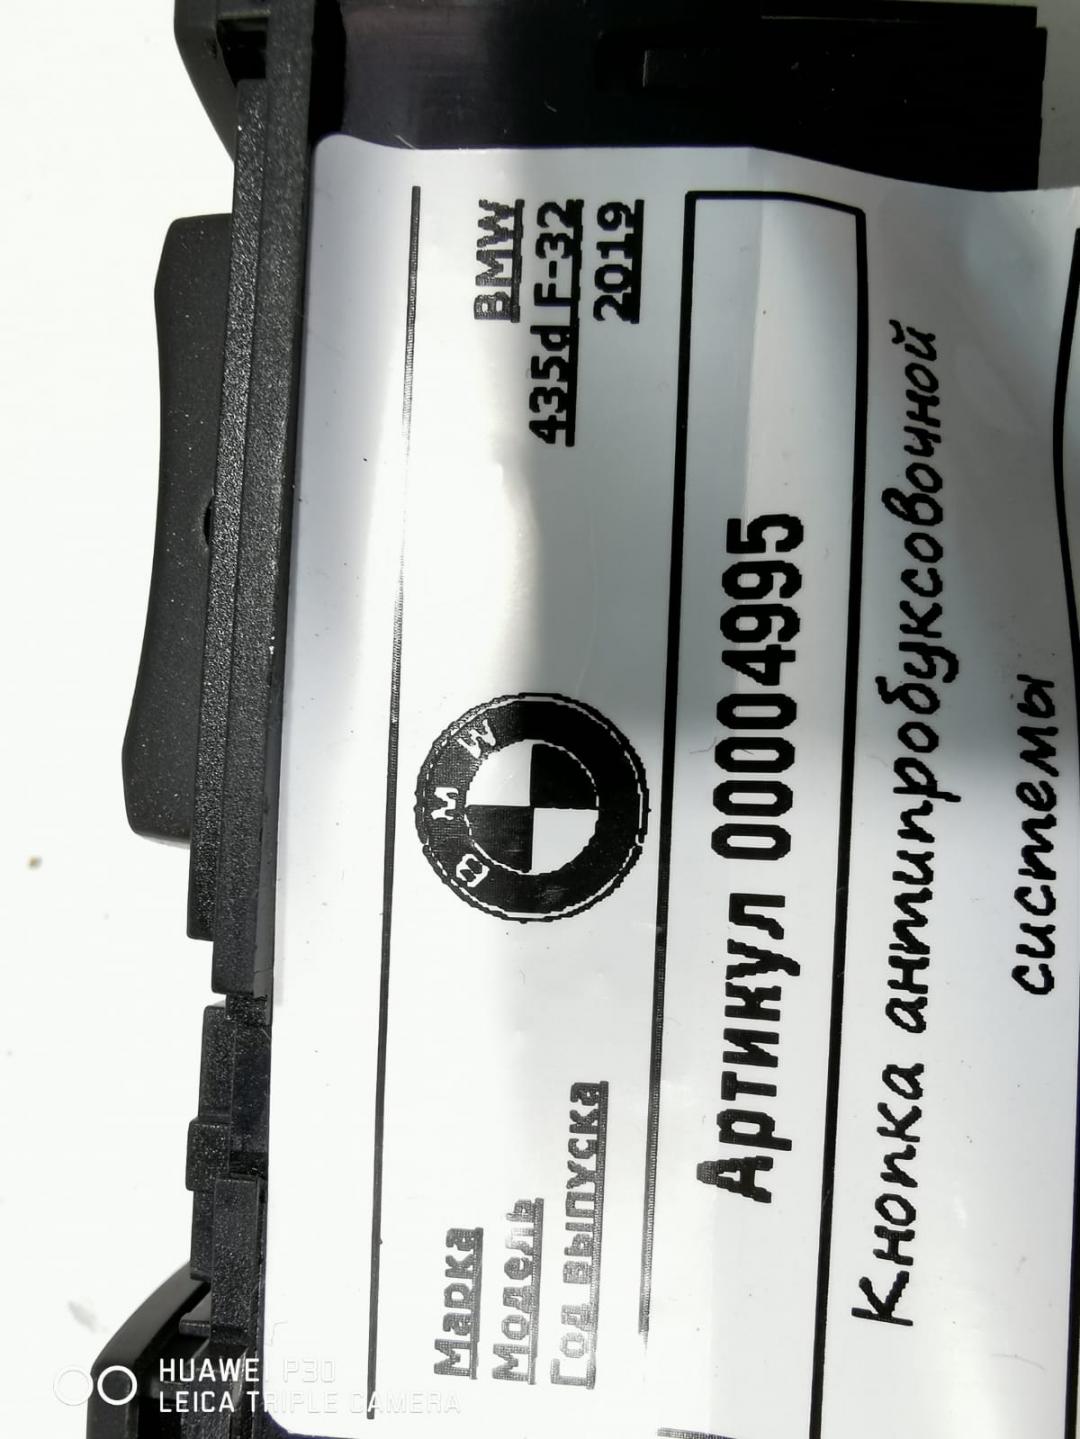 Марка BMW
Модель 435d F-32
Год выпуска 2019
BMW
Артикул 00004995
Кнопка антипробуксовочной
системы
HUAWEI P30
LEICA TRIPLE CAMERA